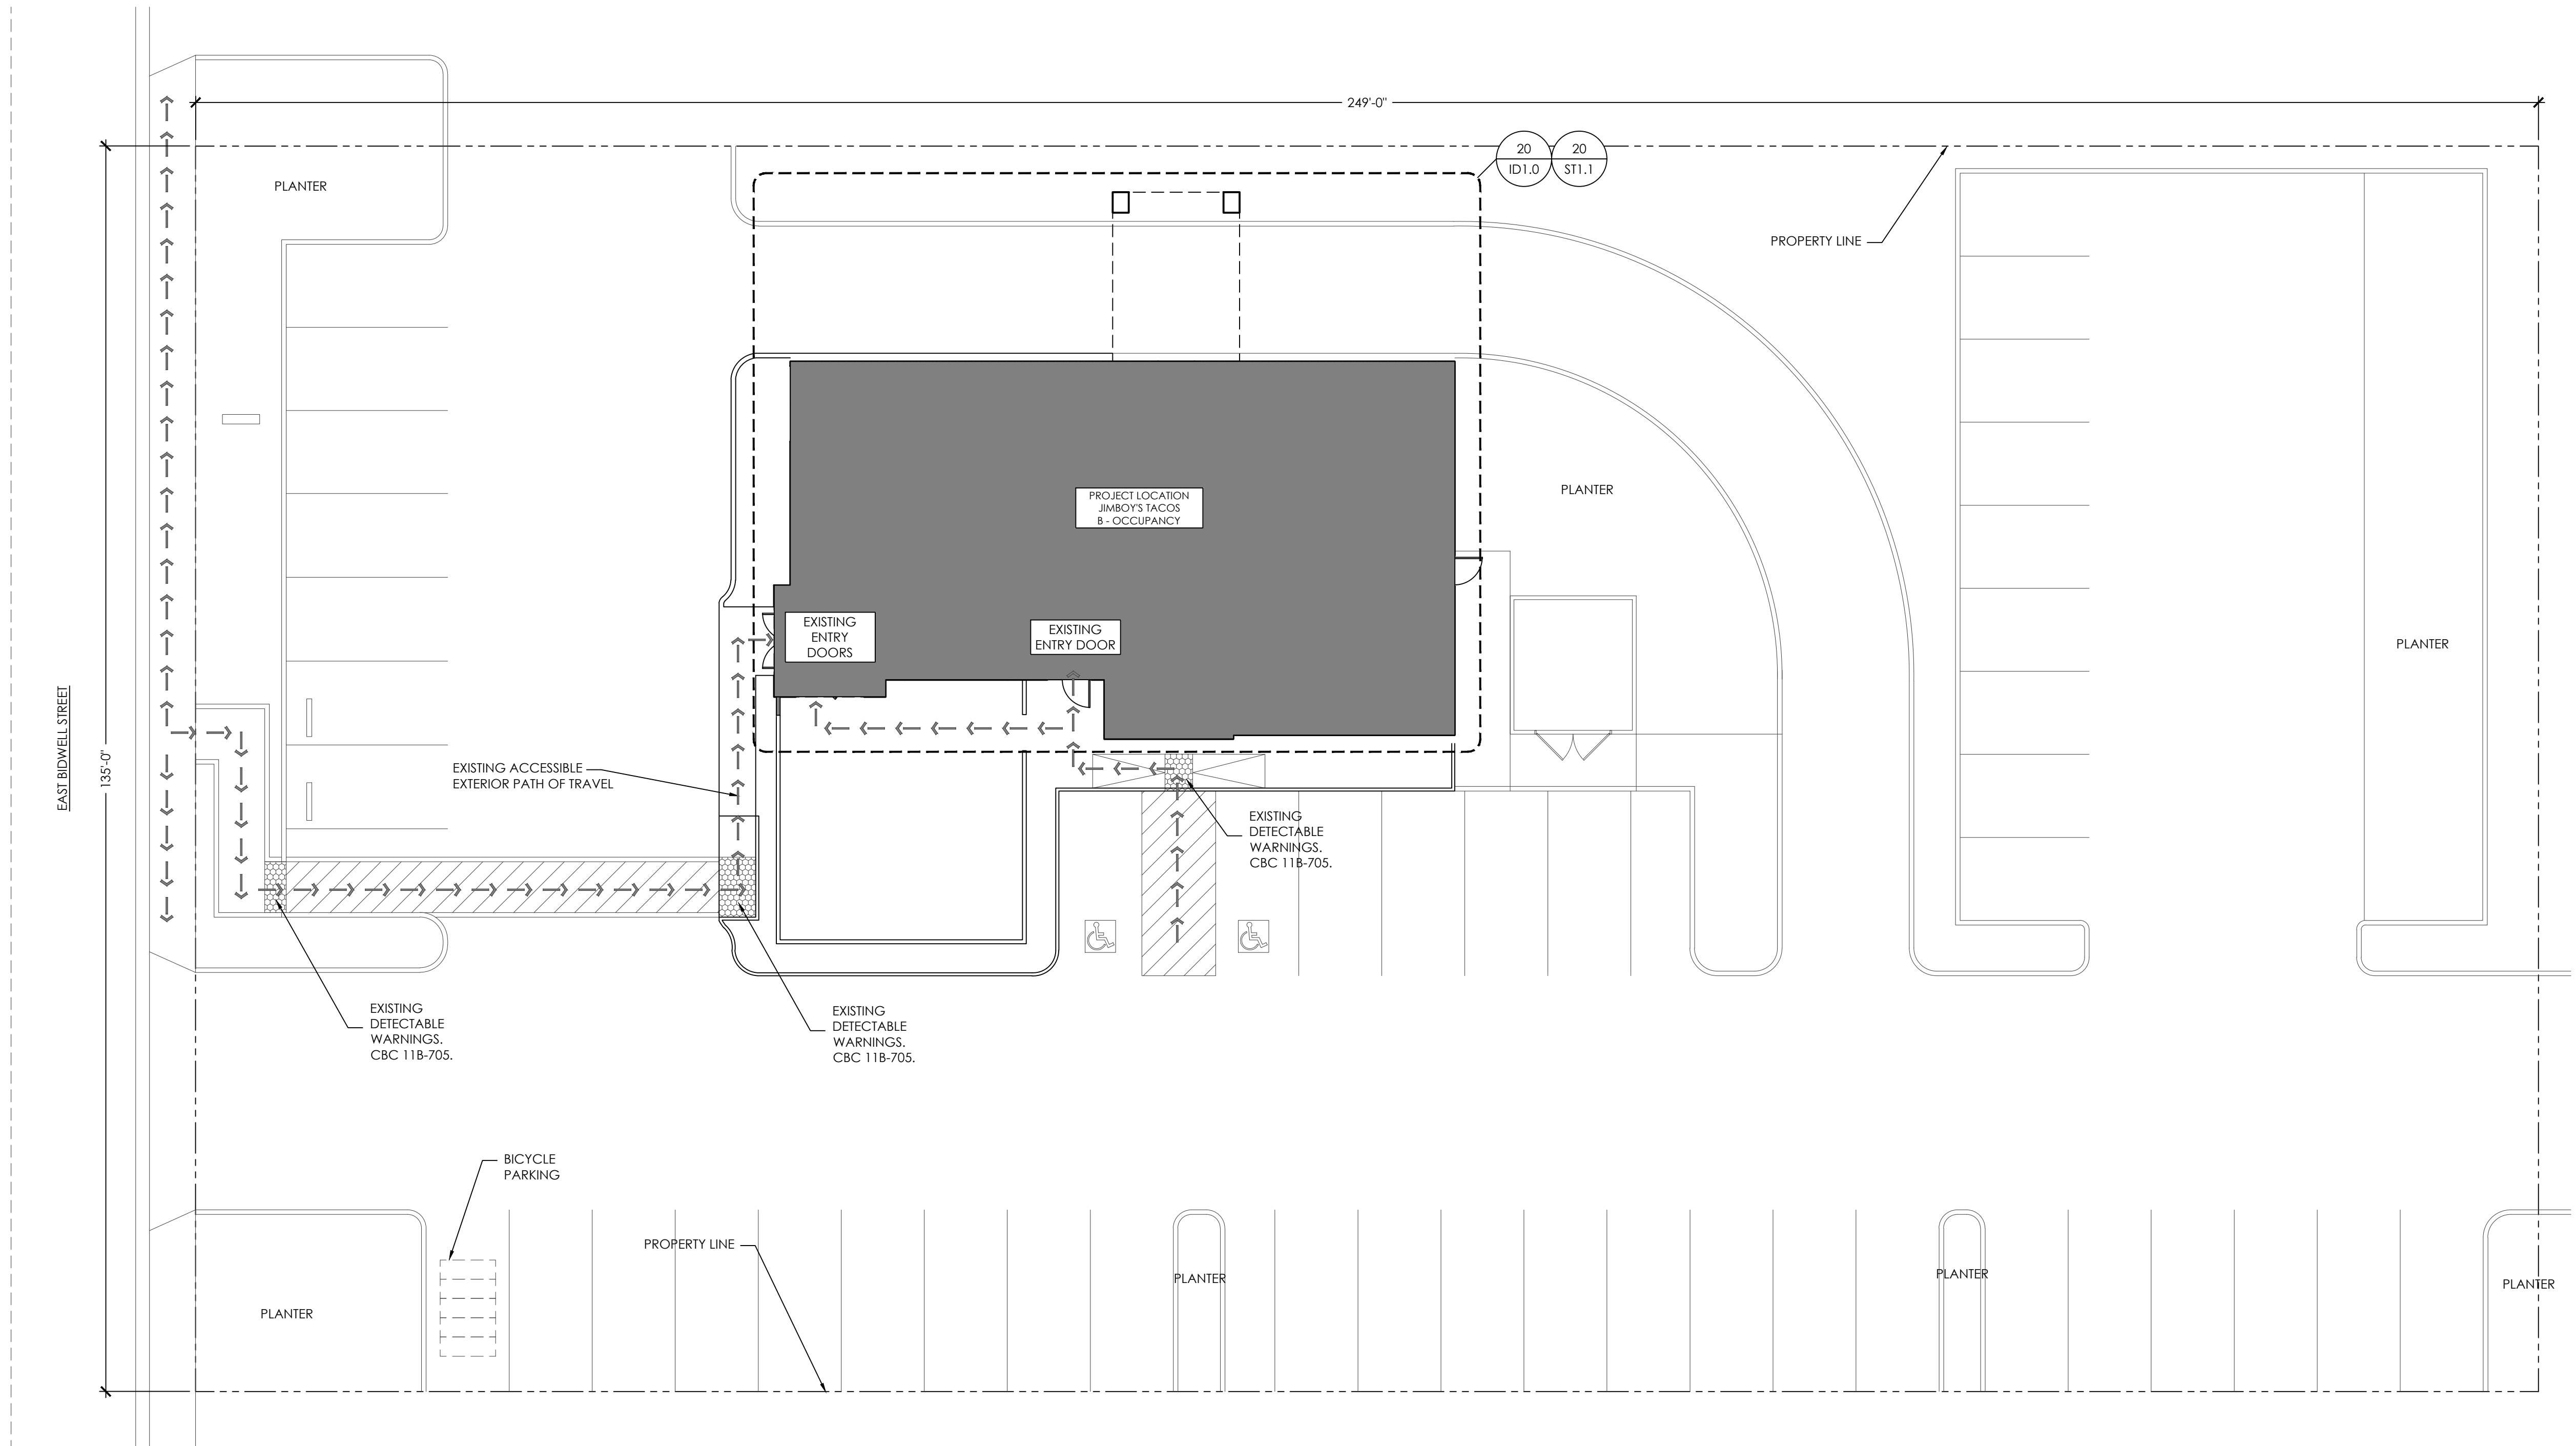 249'-0"
20
ID1.0
20
ST1.1
PLANTER
PROPERTY LINE
PROJECT LOCATION
JIMBOY'S TACOS
B - OCCUPANCY
PLANTER
EXISTING
ENTRY
DOORS
EXISTING
ENTRY DOOR
PLANTER
EAST BIDWELL STREET
135'-0"
EXISTING ACCESSIBLE
EXTERIOR PATH OF TRAVEL
EXISTING
DETECTABLE
WARNINGS.
CBC 11B-705.
EXISTING
DETECTABLE
WARNINGS.
CBC 11B-705.
EXISTING
DETECTABLE
WARNINGS.
CBC 11B-705.
BICYCLE
PARKING
PROPERTY LINE
PLANTER
PLANTER
PLANTER
PLANTER